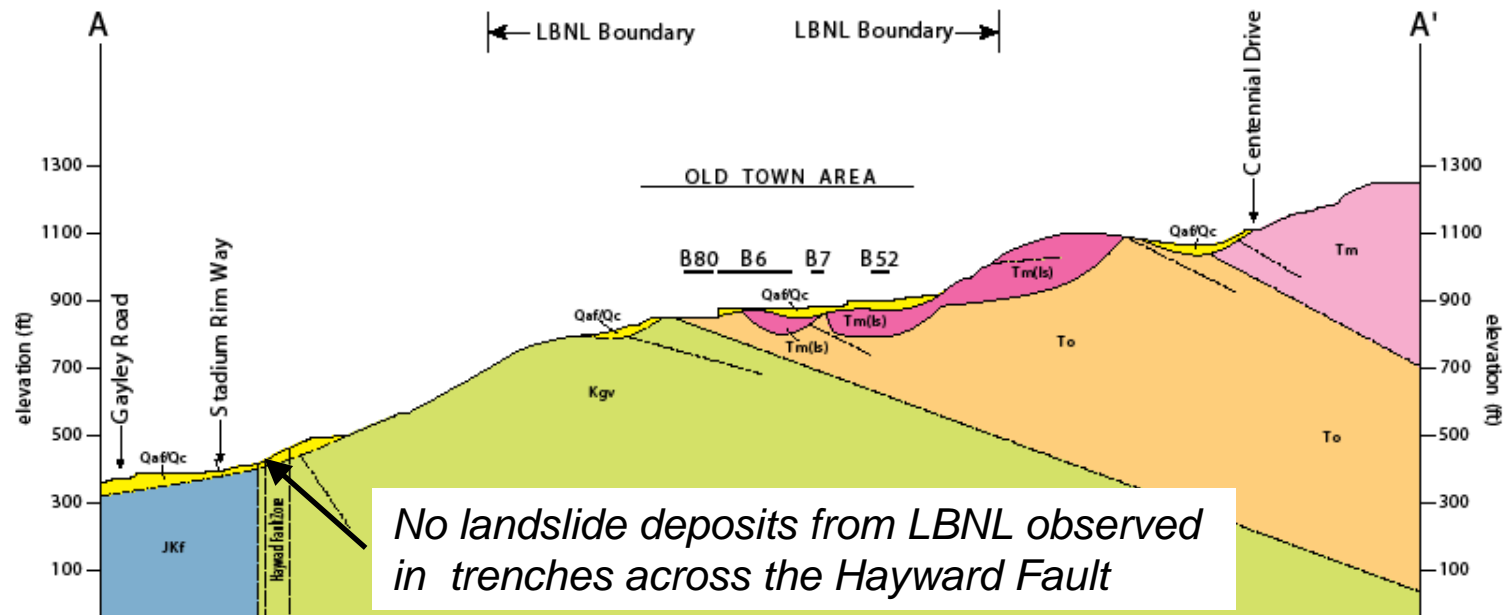 A
A'
LBNL Boundary
LBNL Boundary
Gayley Road
Stadium Rim Way
Centennial Drive
OLD TOWN AREA
B80
B6
B7
B52
elevation (ft)
1300
1100
900
700
500
300
100
1300
1100
900
700
500
300
100
elevation (ft)
Qaf/Qc
Qaf/Qc
Qaf/Qc
Qaf/Qc
Tm(ls)
Tm(ls)
Tm(ls)
Tm
To
To
Kgv
JKf
Haywad Fault Zone
No landslide deposits from LBNL observed
in trenches across the Hayward Fault